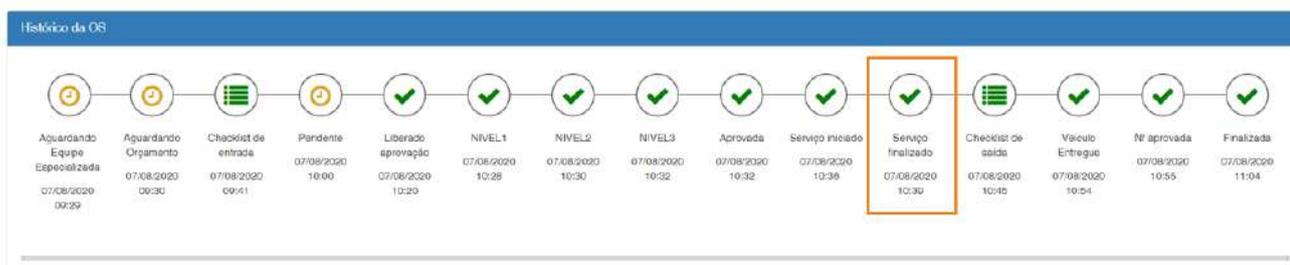 Histórico da OS
Aguardando
Equipe
Especializada
07/08/2020
09:29
Aguardando
Orçamento
07/08/2020
09:30
Checklist de
entrada
07/08/2020
09:41
Pendente
07/08/2020
10:00
Liberado
aprovação
07/08/2020
10:20
NIVEL1
07/08/2020
10:28
NIVEL2
07/08/2020
10:30
NIVEL3
07/08/2020
10:32
Aprovada
07/08/2020
10:32
Serviço iniciado
07/08/2020
10:38
Serviço
finalizado
07/08/2020
10:39
Checklist de
saída
07/08/2020
10:45
Veículo
Entregue
07/08/2020
10:54
Nf aprovada
07/08/2020
10:55
Finalizada
07/08/2020
11:04